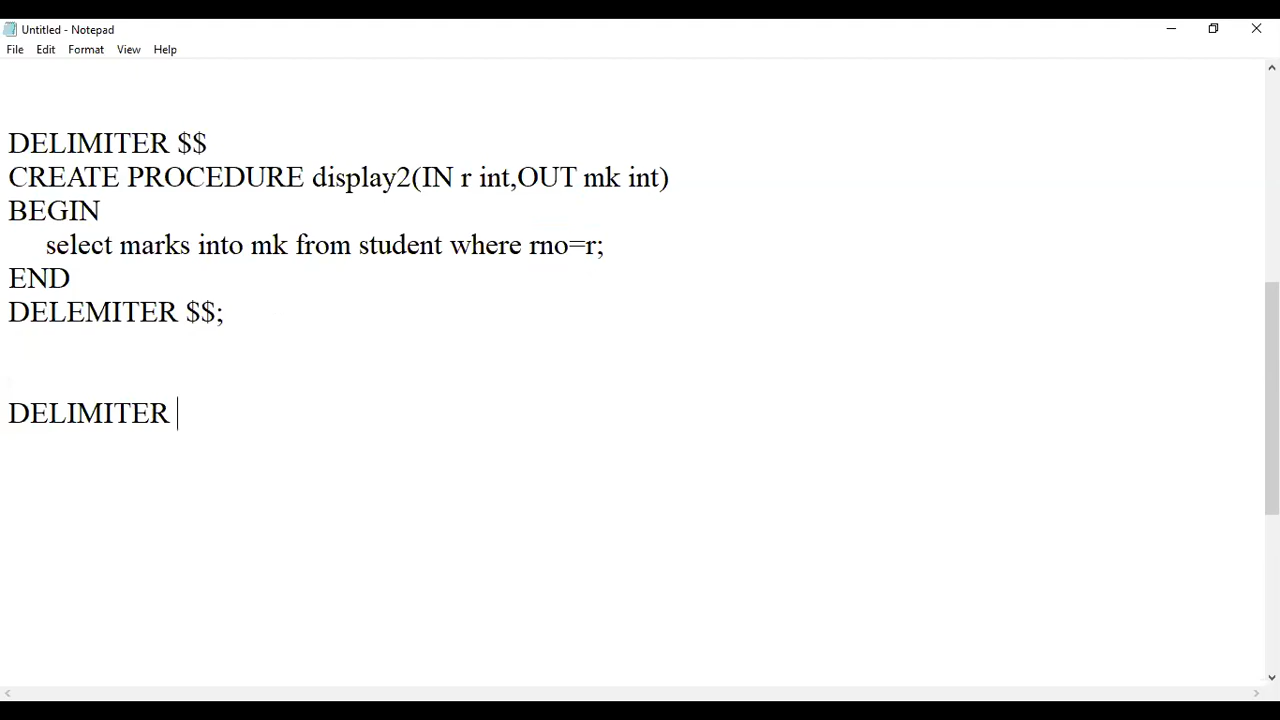 Untitled - Notepad
File Edit Format View Help
DELIMITER $$
CREATE PROCEDURE display2(IN r int,OUT mk int)
BEGIN
select marks into mk from student where rno=r;
END
DELEMITER $$;
DELIMITER